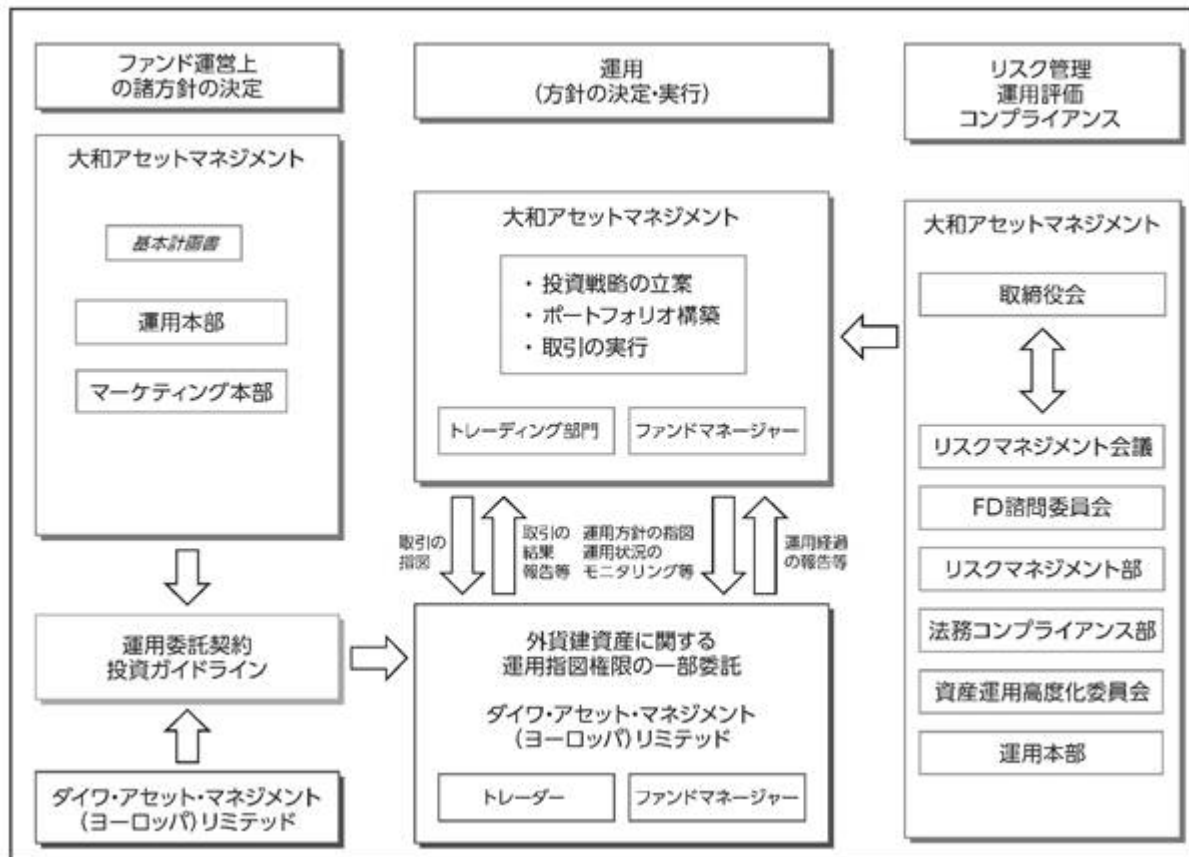 ファンド運営上
の諸方針の決定
大和アセットマネジメント
基本計画書
運用本部
マーケティング本部
運用委託契約
投資ガイドライン
ダイワ・アセット・マネジメント
(ヨーロッパ)リミテッド
運用
(方針の決定・実行)
大和アセットマネジメント
・ 投資戦略の立案
・ ポートフォリオ構築
・ 取引の実行
トレーディング部門
ファンドマネージャー
取引の
指図
取引の
結果
報告等
運用方針の指図
運用状況の
モニタリング等
運用経過
の報告等
外貨建資産に関する
運用指図権限の一部委託
ダイワ・アセット・マネジメント
(ヨーロッパ)リミテッド
トレーダー
ファンドマネージャー
リスク管理
運用評価
コンプライアンス
大和アセットマネジメント
取締役会
リスクマネジメント会議
FD諮問委員会
リスクマネジメント部
法務コンプライアンス部
資産運用高度化委員会
運用本部